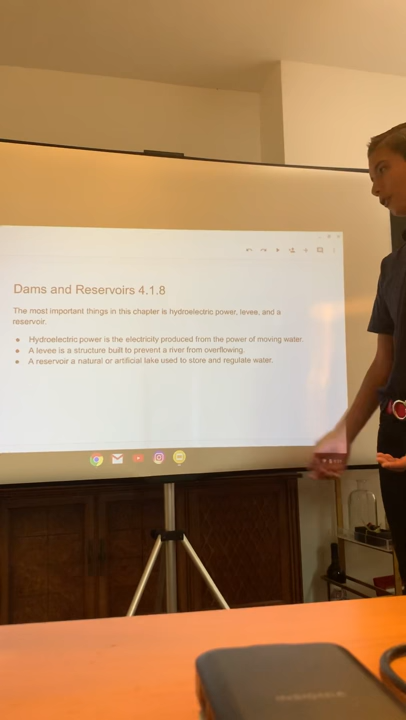 Dams and Reservoirs 4.1.8
The most important things in this chapter is hydroelectric power, levee, and a
reservoir.
● Hydroelectric power is the electricity produced from the power of moving water.
● A levee is a structure built to prevent a river from overflowing.
● A reservoir a natural or artificial lake used to store and regulate water.